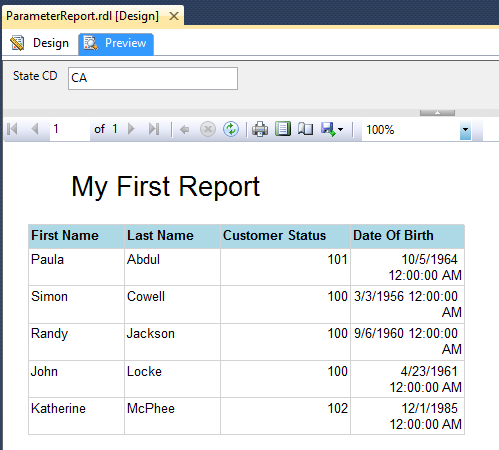 ParameterReport.rdl [Design]
Design Preview
State CD CA
1 of 1 100%
My First Report
First Name Last Name Customer Status Date Of Birth
Paula Abdul 101 10/5/1964
12:00:00 AM
Simon Cowell 100 3/3/1956 12:00:00
AM
Randy Jackson 100 9/6/1960 12:00:00
AM
John Locke 100 4/23/1961
12:00:00 AM
Katherine McPhee 102 12/1/1985
12:00:00 AM